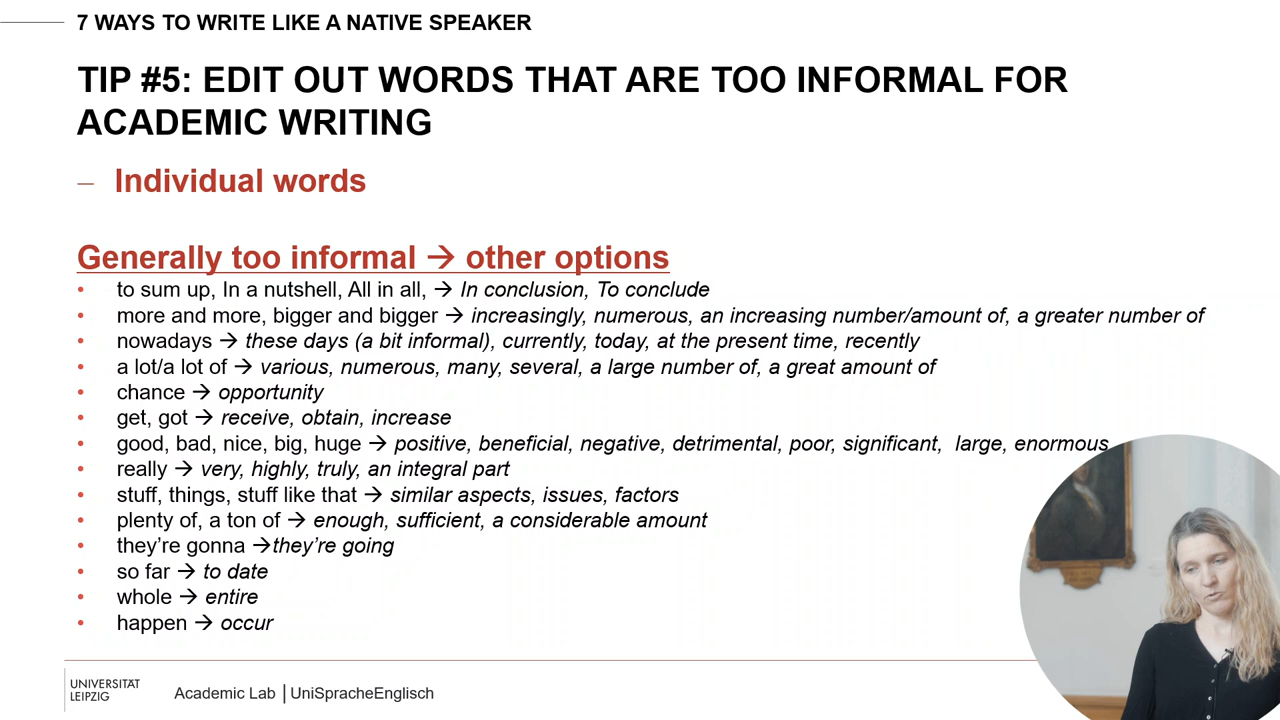 7 WAYS TO WRITE LIKE A NATIVE SPEAKER
TIP #5: EDIT OUT WORDS THAT ARE TOO INFORMAL FOR
ACADEMIC WRITING
– Individual words
Generally too informal → other options
• to sum up, In a nutshell, All in all, → In conclusion, To conclude
• more and more, bigger and bigger → increasingly, numerous, an increasing number/amount of, a greater number of
• nowadays → these days (a bit informal), currently, today, at the present time, recently
• a lot/a lot of → various, numerous, many, several, a large number of, a great amount of
• chance → opportunity
• get, got → receive, obtain, increase
• good, bad, nice, big, huge → positive, beneficial, negative, detrimental, poor, significant, large, enormous
• really → very, highly, truly, an integral part
• stuff, things, stuff like that → similar aspects, issues, factors
• plenty of, a ton of → enough, sufficient, a considerable amount
• they're gonna →they're going
• so far → to date
• whole → entire
• happen → occur
UNIVERSITÄT
LEIPZIG
Academic Lab | UniSpracheEnglisch